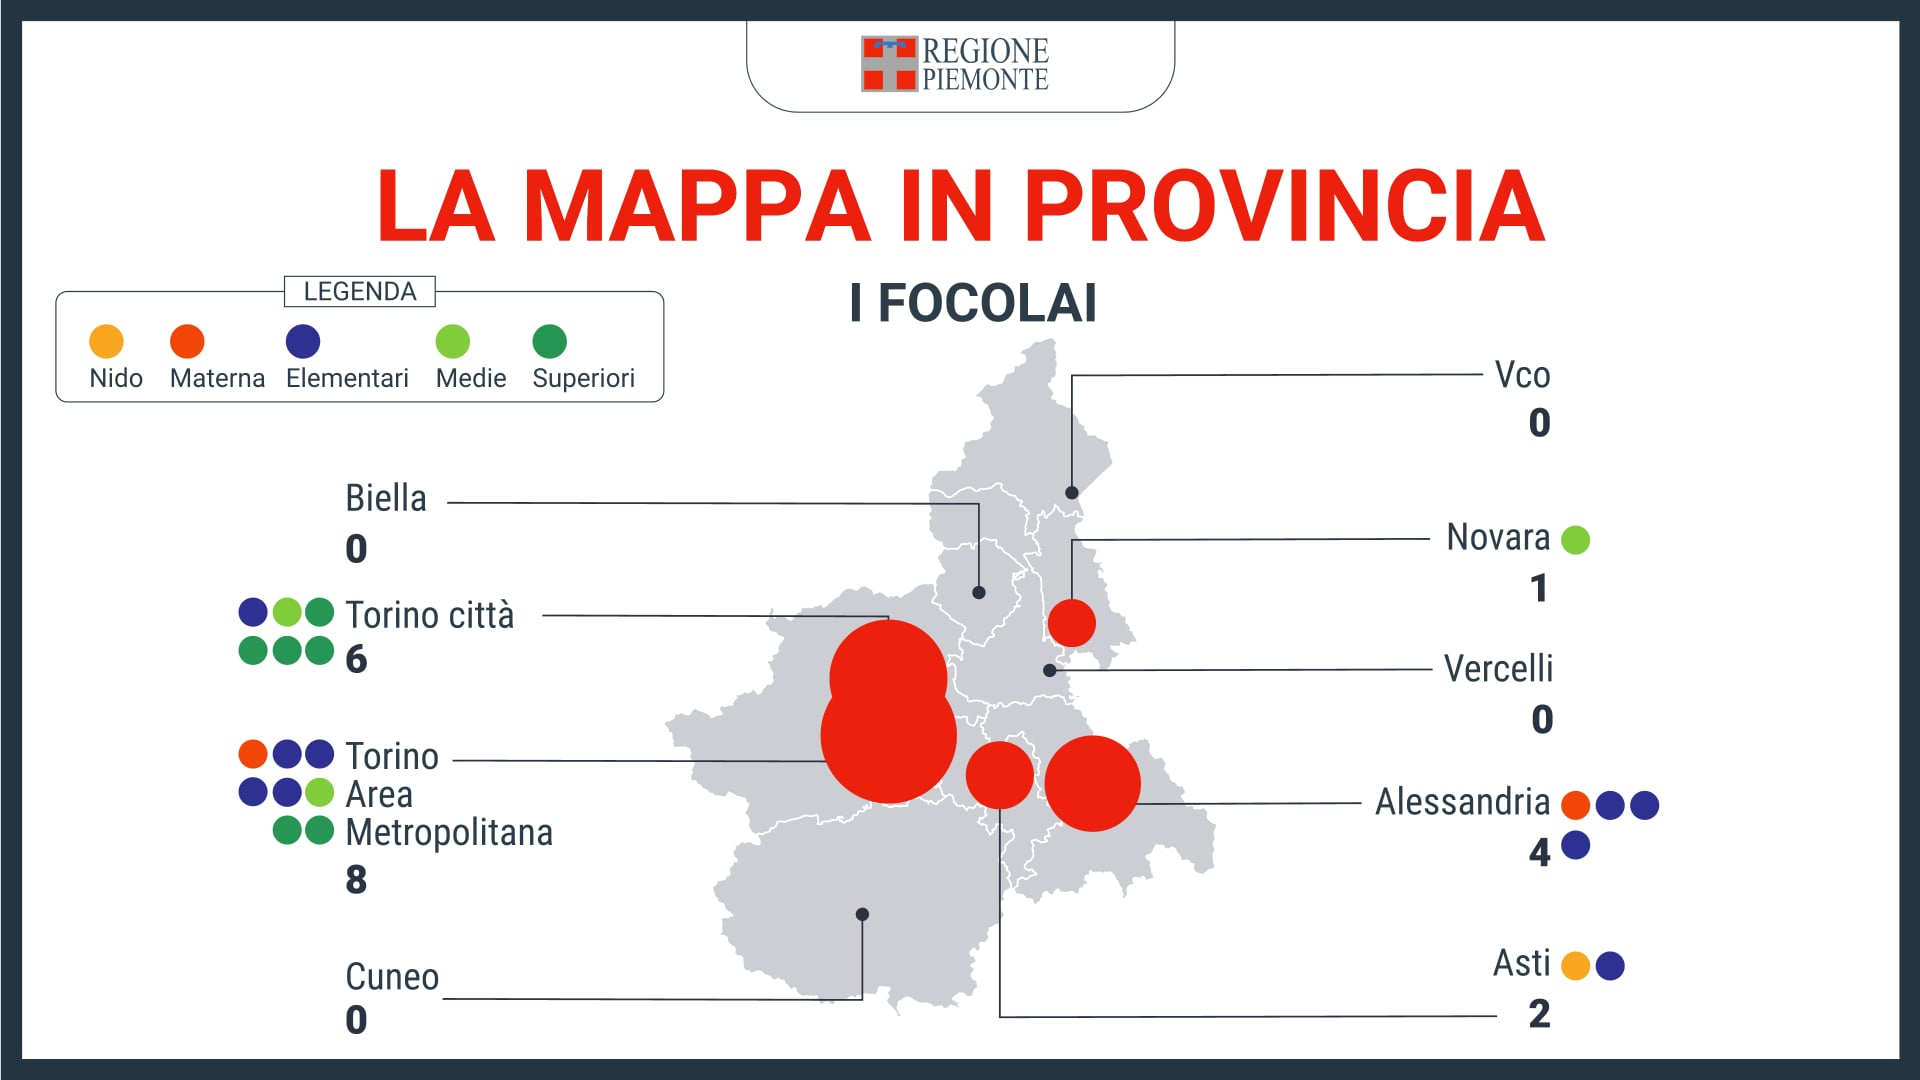 REGIONE
PIEMONTE
LA MAPPA IN PROVINCIA
I FOCOLAI
LEGENDA
Nido Materna Elementari Medie Superiori
Vco
0
Biella
0
Novara
1
Torino città
6
Vercelli
0
Torino
Area
Metropolitana
8
Alessandria
4
Cuneo
0
Asti
2